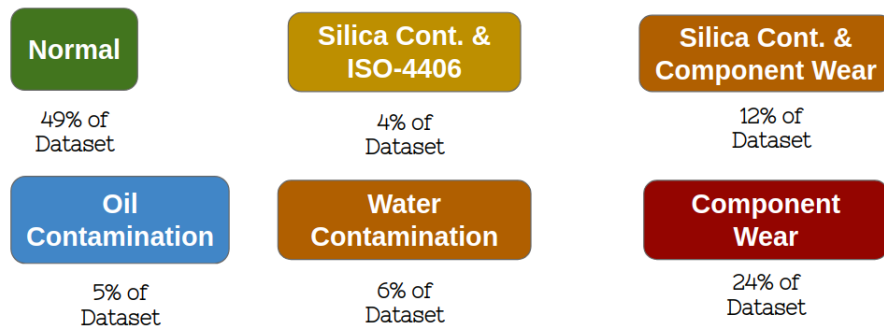 Normal
49% of
Dataset
Silica Cont. &
ISO-4406
4% of
Dataset
Silica Cont. &
Component Wear
12% of
Dataset
Oil
Contamination
5% of
Dataset
Water
Contamination
6% of
Dataset
Component
Wear
24% of
Dataset